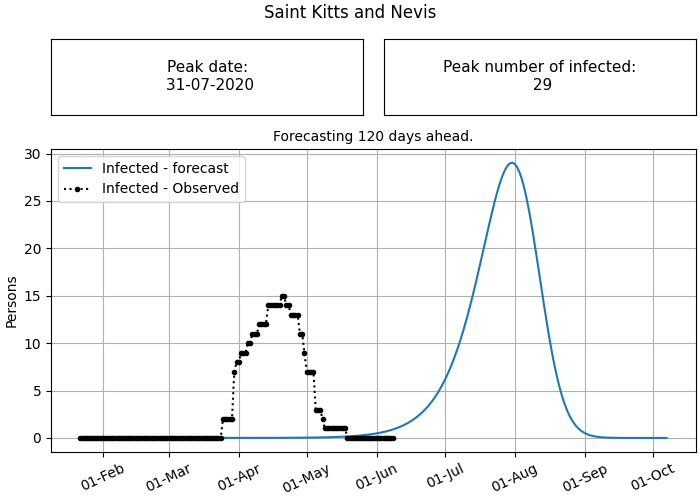 Saint Kitts and Nevis
Peak date:
31-07-2020
Peak number of infected:
29
Forecasting 120 days ahead.
Infected - forecast
Infected - Observed
Persons
30
25
20
15
10
5
0
01-Feb
01-Mar
01-Apr
01-May
01-Jun
01-Jul
01-Aug
01-Sep
01-Oct